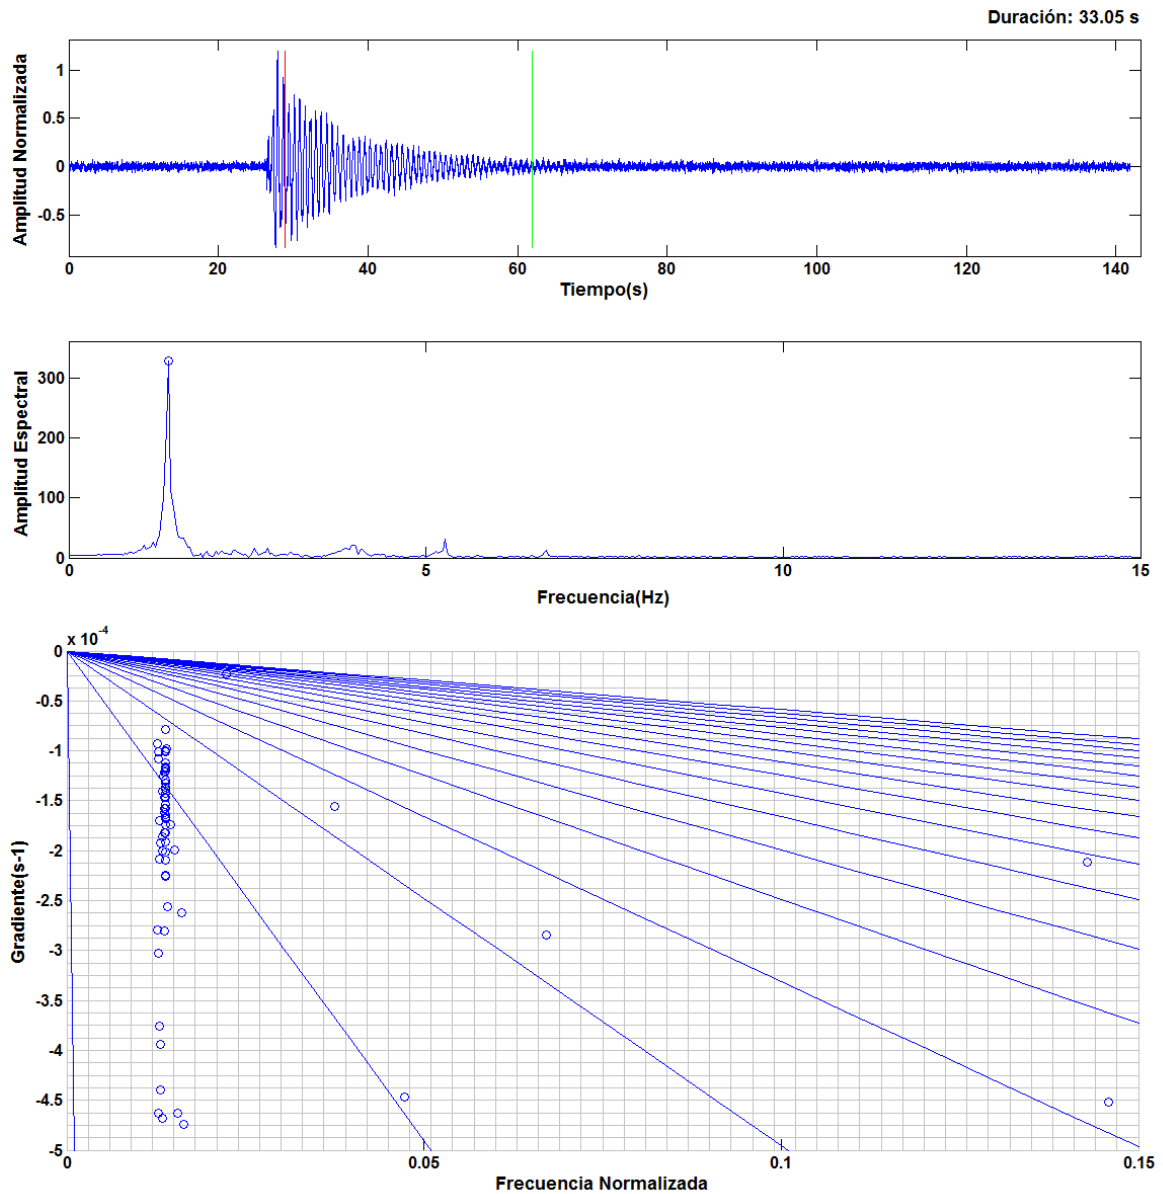 Duración: 33.05 s
Amplitud Normalizada
1
0.5
0
-0.5
0 20 40 60 80 100 120 140
Tiempo(s)
Amplitud Espectral
300
200
100
0
0 5 10 15
Frecuencia(Hz)
x 10-4
Gradiente(s-1)
0
-0.5
-1
-1.5
-2
-2.5
-3
-3.5
-4
-4.5
-5
0 0.05 0.1 0.15
Frecuencia Normalizada